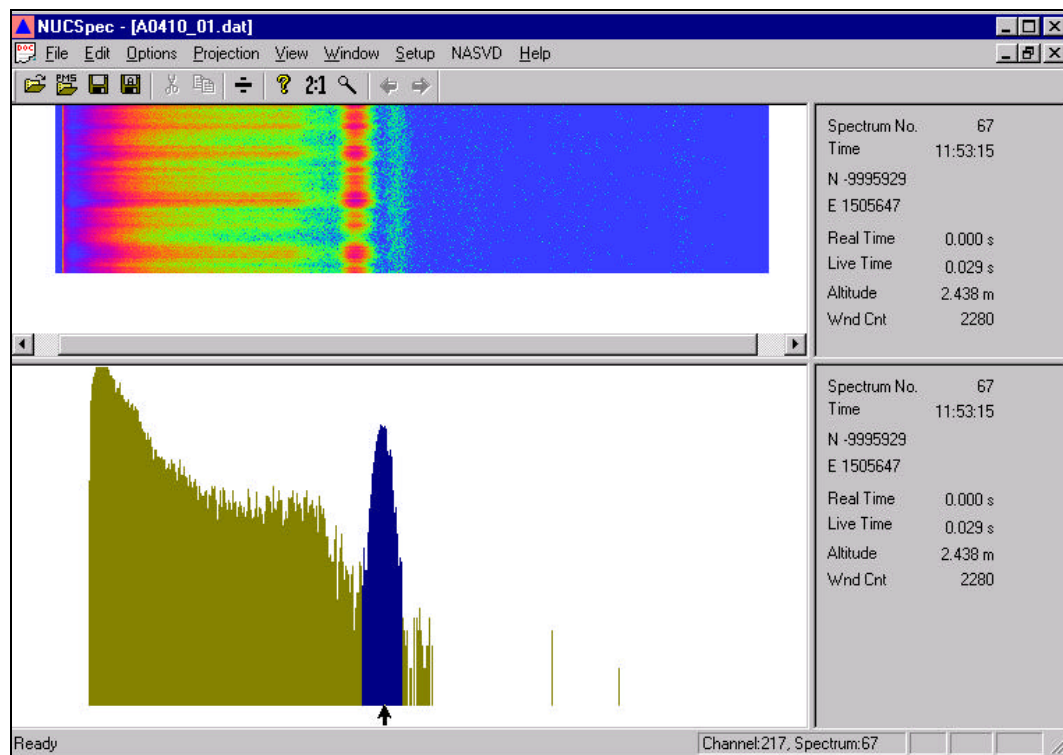 NUCSpec - [A0410_01.dat]
DOC File Edit Options Projection View Window Setup NASVD Help
PMS A 2:1
Spectrum No. 67
Time 11:53:15
N -9995929
E 1505647
Real Time 0.000 s
Live Time 0.029 s
Altitude 2.438 m
Wnd Cnt 2280
Spectrum No. 67
Time 11:53:15
N -9995929
E 1505647
Real Time 0.000 s
Live Time 0.029 s
Altitude 2.438 m
Wnd Cnt 2280
Ready Channel:217, Spectrum:67